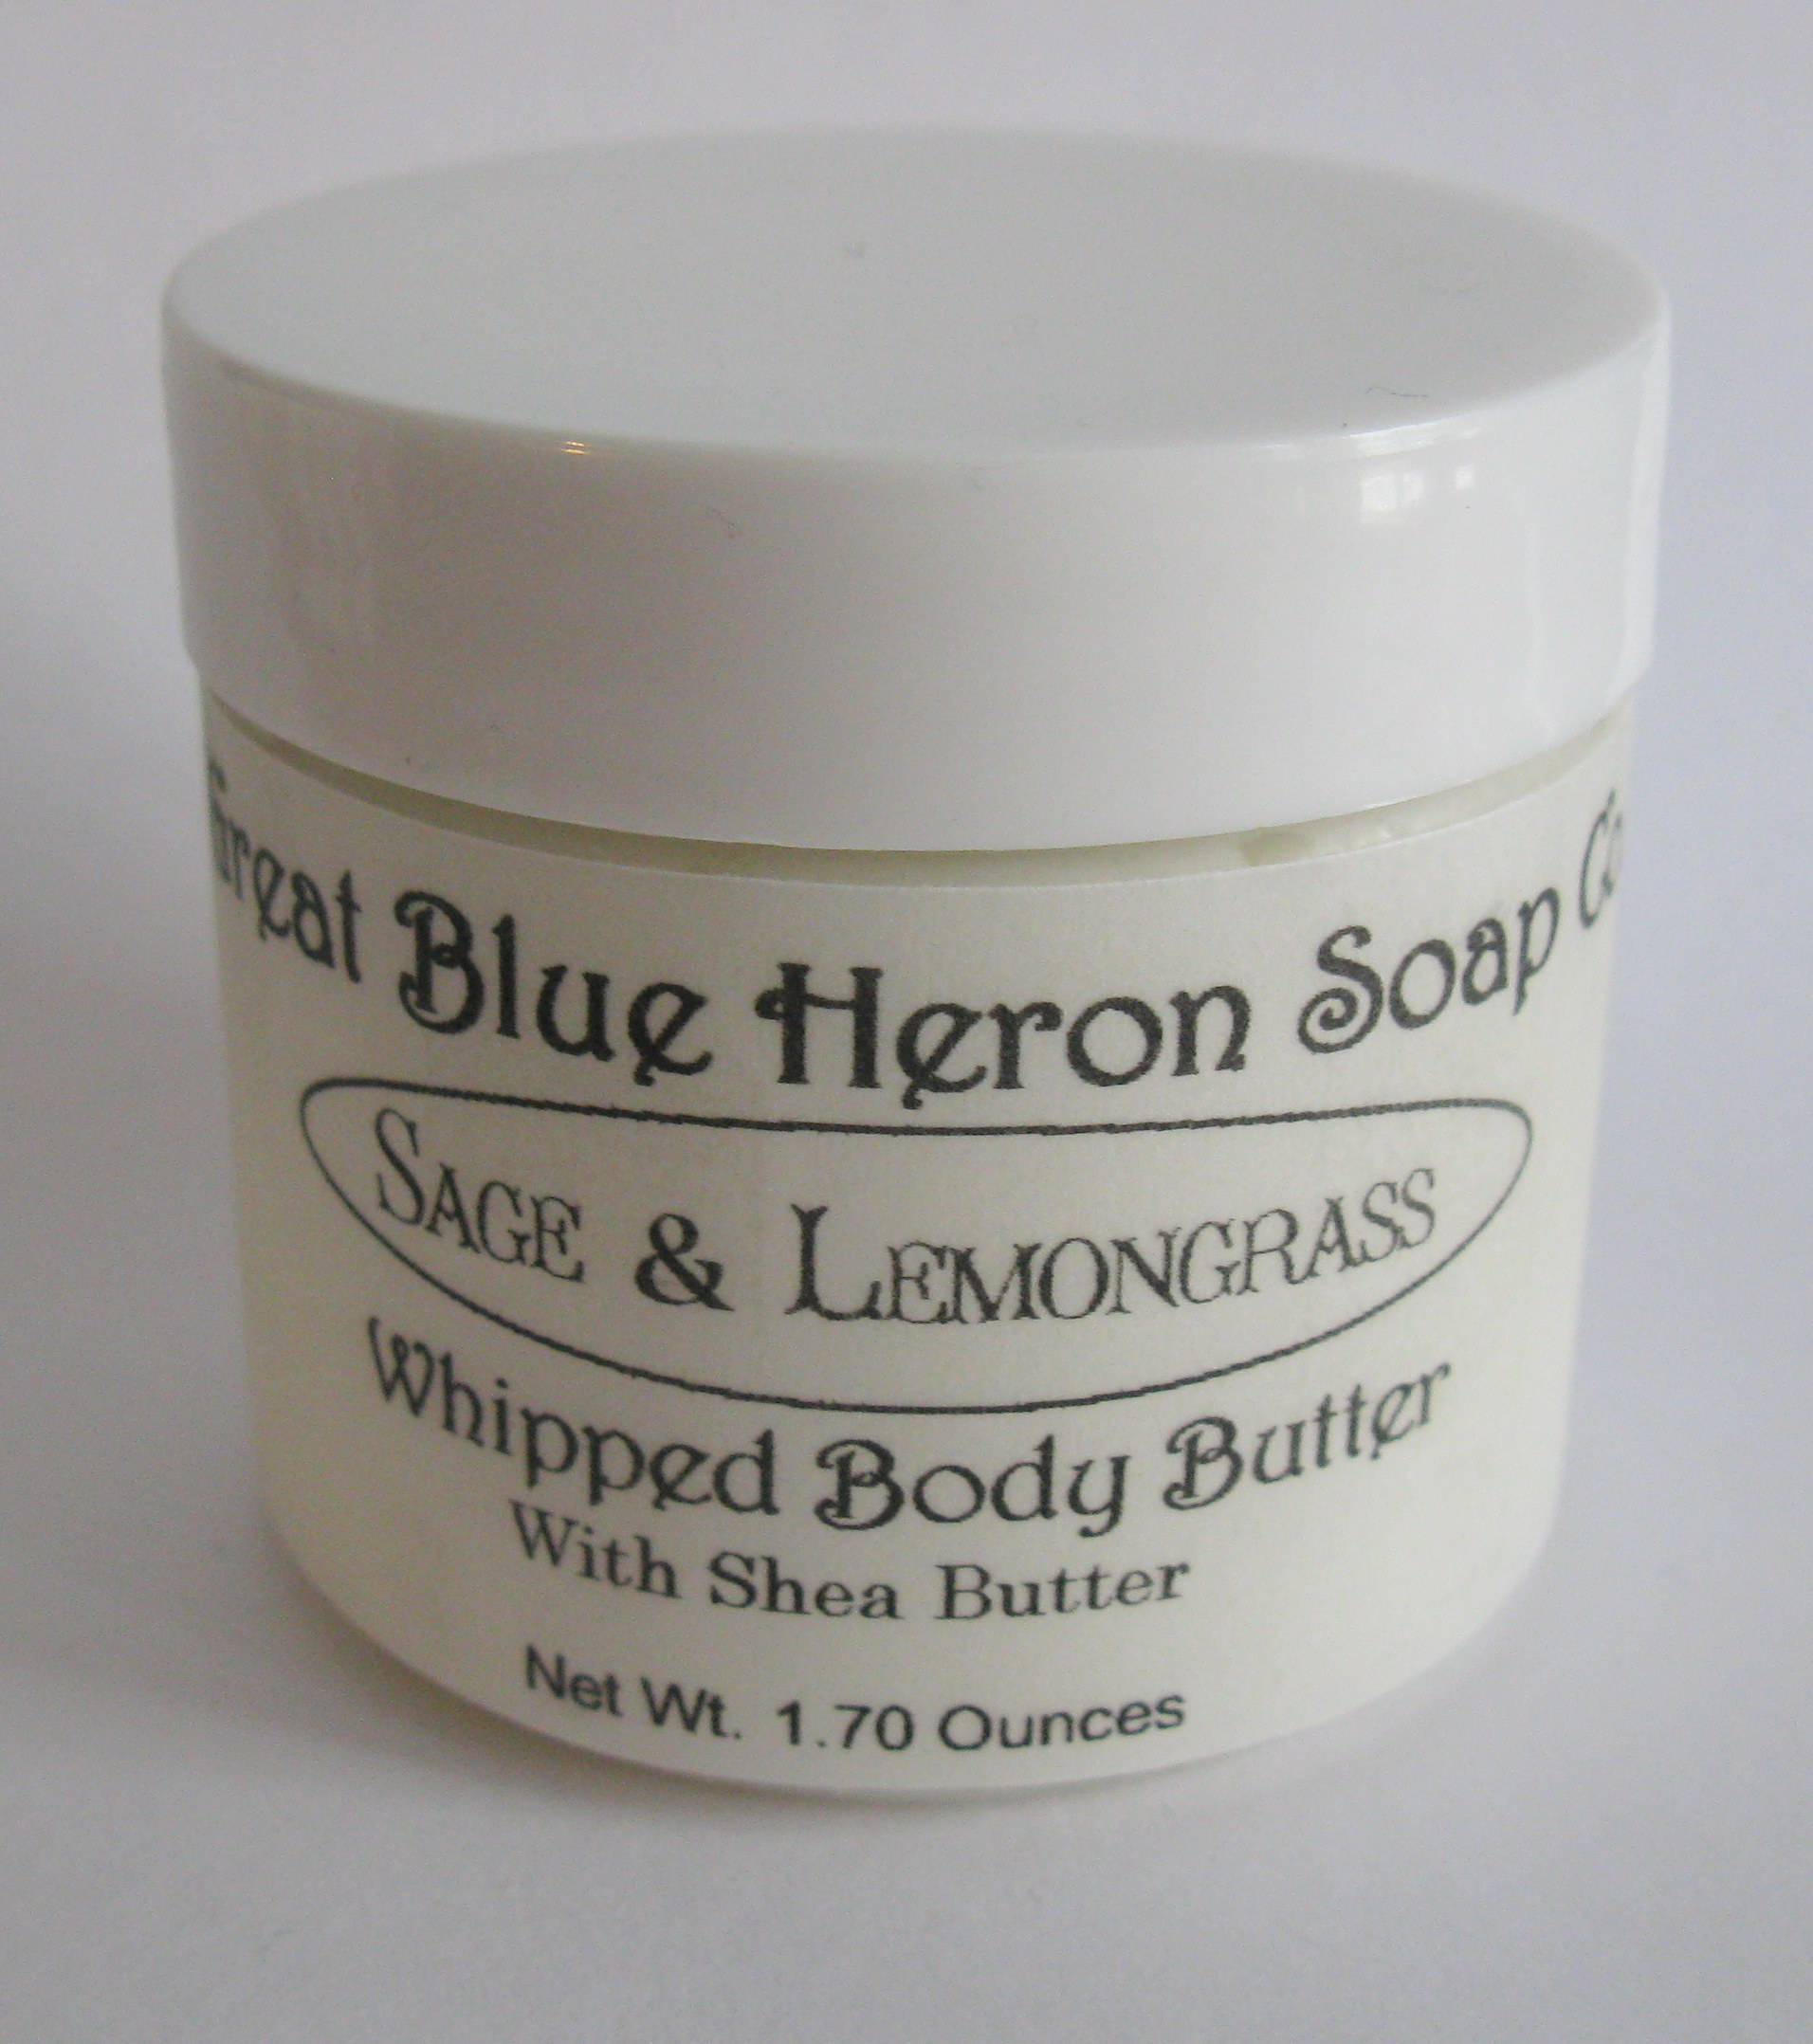 Great Blue Heron Soap Co
SAGE & LEMONGRASS
Whipped Body Butter
With Shea Butter
Net Wt. 1.70 Ounces